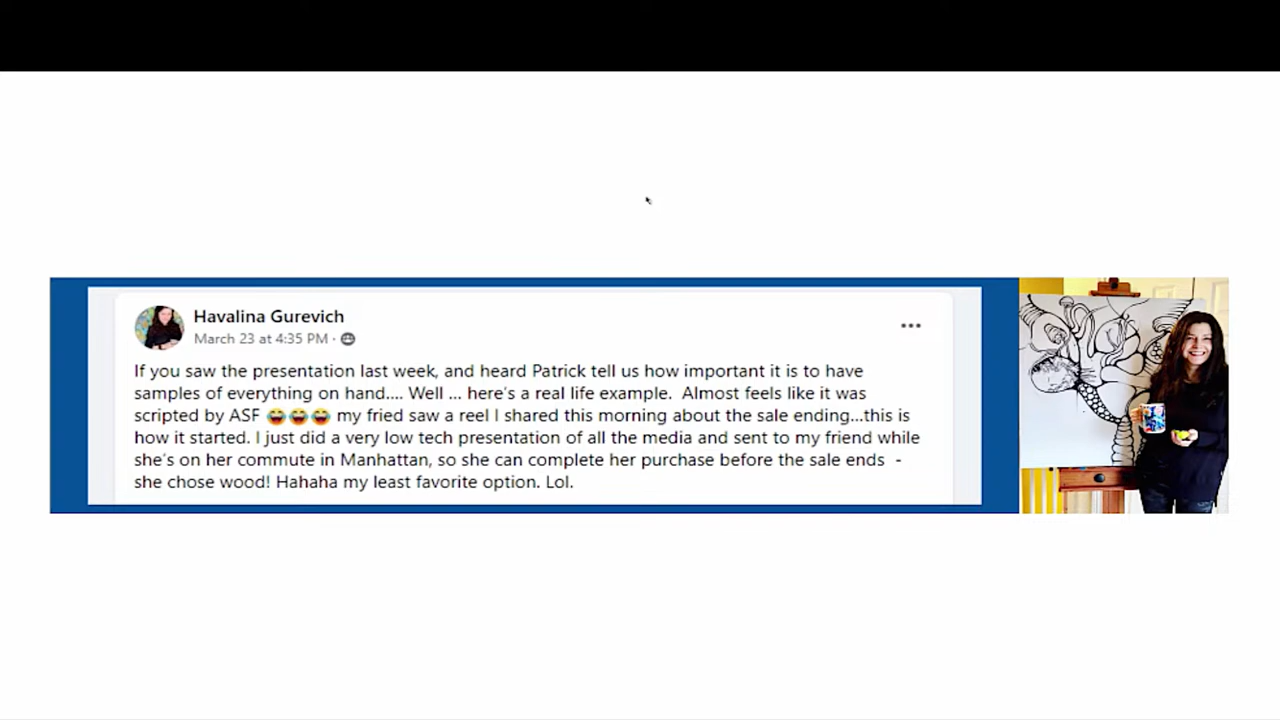 Havalina Gurevich
March 23 at 4:35 PM ·
If you saw the presentation last week, and heard Patrick tell us how important it is to have
samples of everything on hand.... Well ... here's a real life example. Almost feels like it was
scripted by ASF 😂😂😂 my fried saw a reel I shared this morning about the sale ending...this is
how it started. I just did a very low tech presentation of all the media and sent to my friend while
she's on her commute in Manhattan, so she can complete her purchase before the sale ends -
she chose wood! Hahaha my least favorite option. Lol.